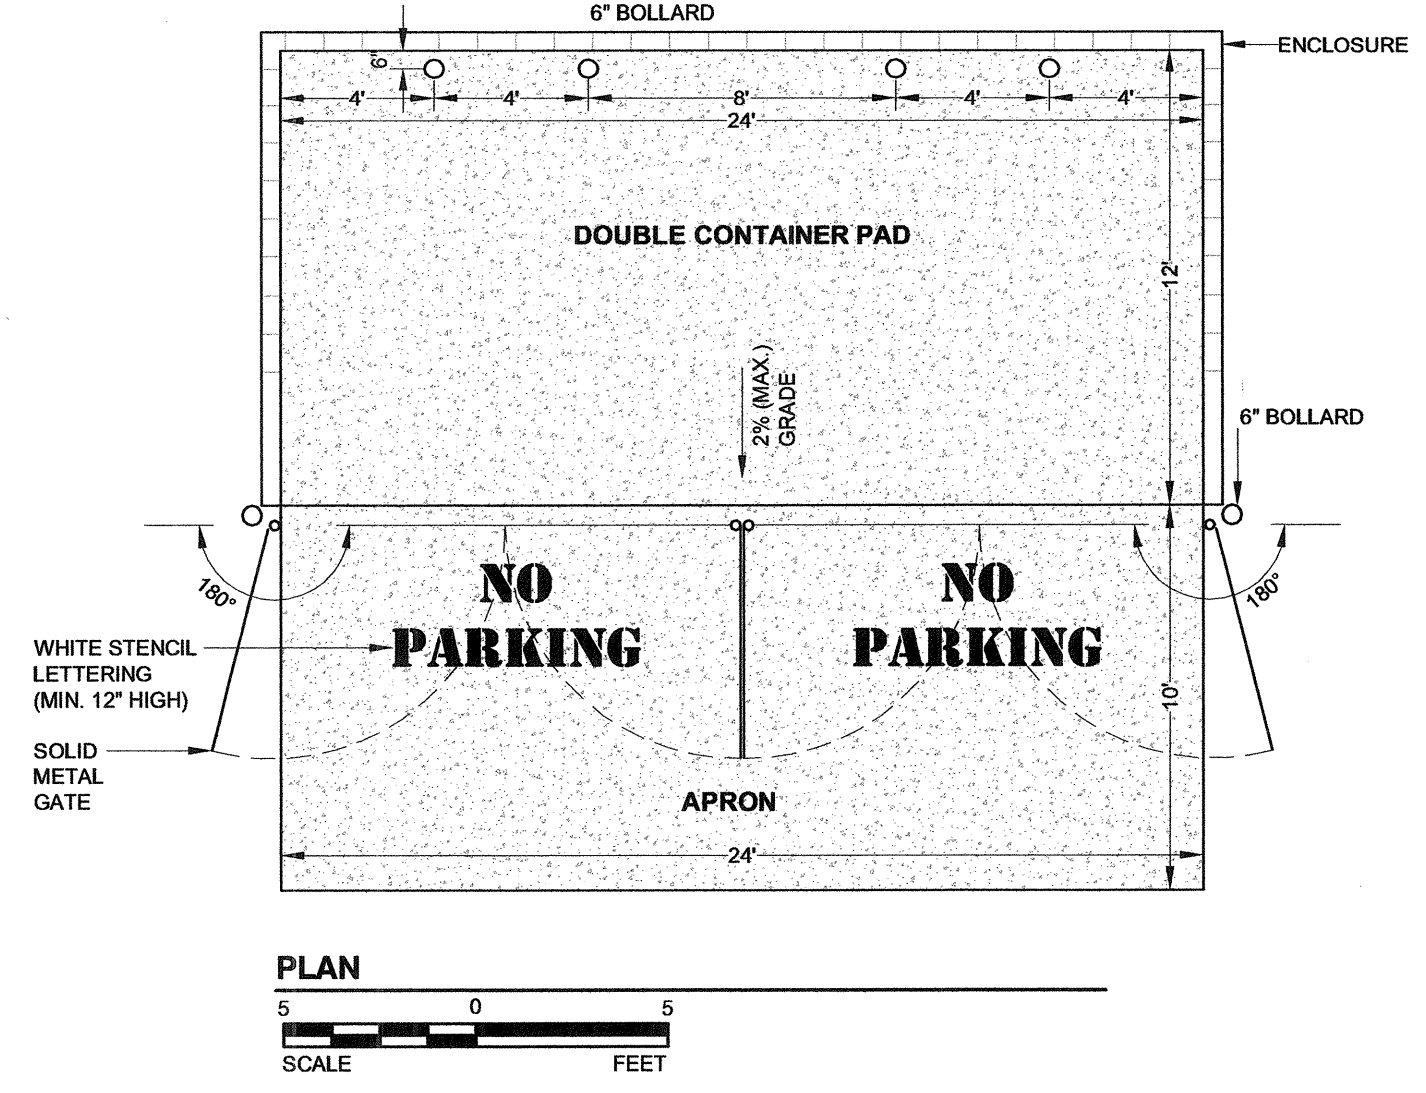 6" BOLLARD
ENCLOSURE
6"
4'
4'
8'
4'
4'
24'
DOUBLE CONTAINER PAD
12'
2% (MAX.)
GRADE
6" BOLLARD
180°
NO
PARKING
NO
PARKING
180°
WHITE STENCIL
LETTERING
(MIN. 12" HIGH)
10'
SOLID
METAL
GATE
APRON
24'
PLAN
5 0 5
SCALE FEET